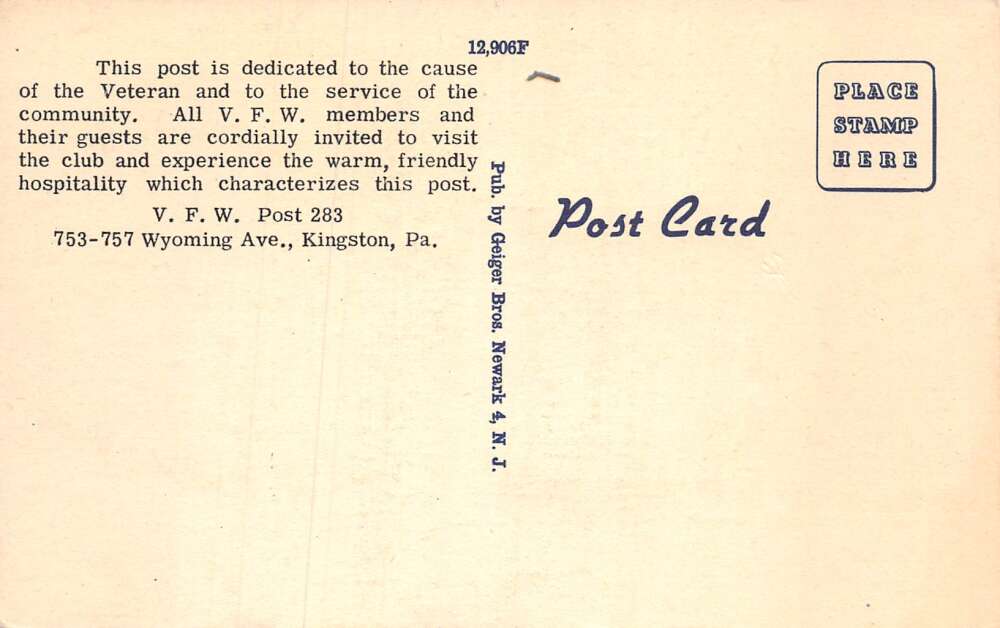 12,906F
This post is dedicated to the cause
of the Veteran and to the service of the
community. All V. F. W. members and
their guests are cordially invited to visit
the club and experience the warm, friendly
hospitality which characterizes this post.
V. F. W. Post 283
753-757 Wyoming Ave., Kingston, Pa.
Pub. by Geiger Bros. Newark 4, N. J.
Post Card
PLACE
STAMP
HERE